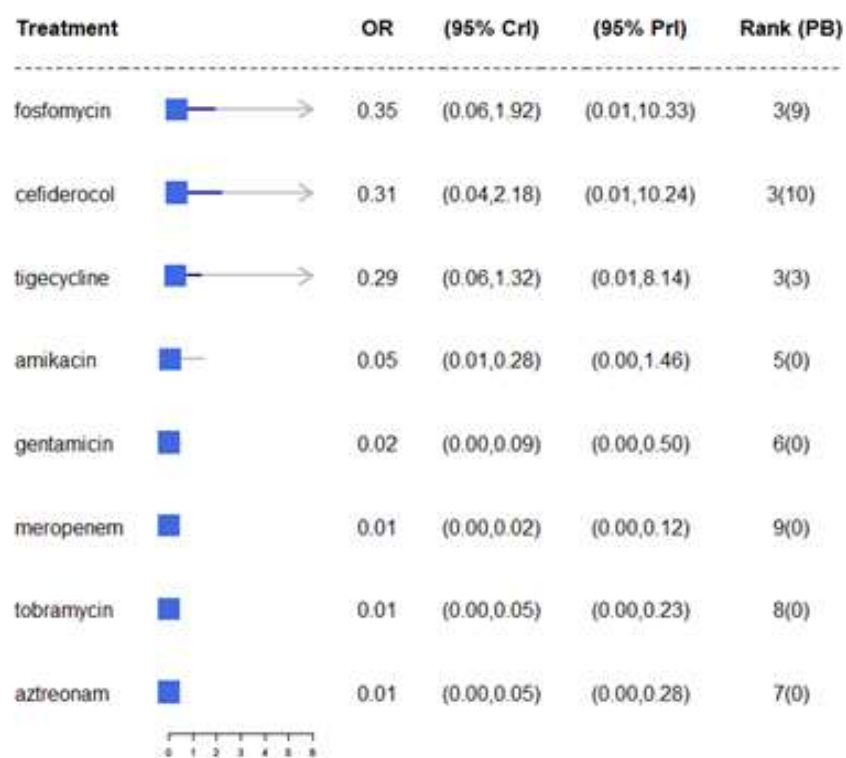 Treatment OR (95% CrI) (95% PrI) Rank (PB)
fosfomycin 0.35 (0.06,1.92) (0.01,10.33) 3(9)
cefiderocol 0.31 (0.04,2.18) (0.01,10.24) 3(10)
tigecycline 0.29 (0.06,1.32) (0.01,8.14) 3(3)
amikacin 0.05 (0.01,0.28) (0.00,1.46) 5(0)
gentamicin 0.02 (0.00,0.09) (0.00,0.50) 6(0)
meropenem 0.01 (0.00,0.02) (0.00,0.12) 9(0)
tobramycin 0.01 (0.00,0.05) (0.00,0.23) 8(0)
aztreonam 0.01 (0.00,0.05) (0.00,0.28) 7(0)
0 1 2 3 4 5 6